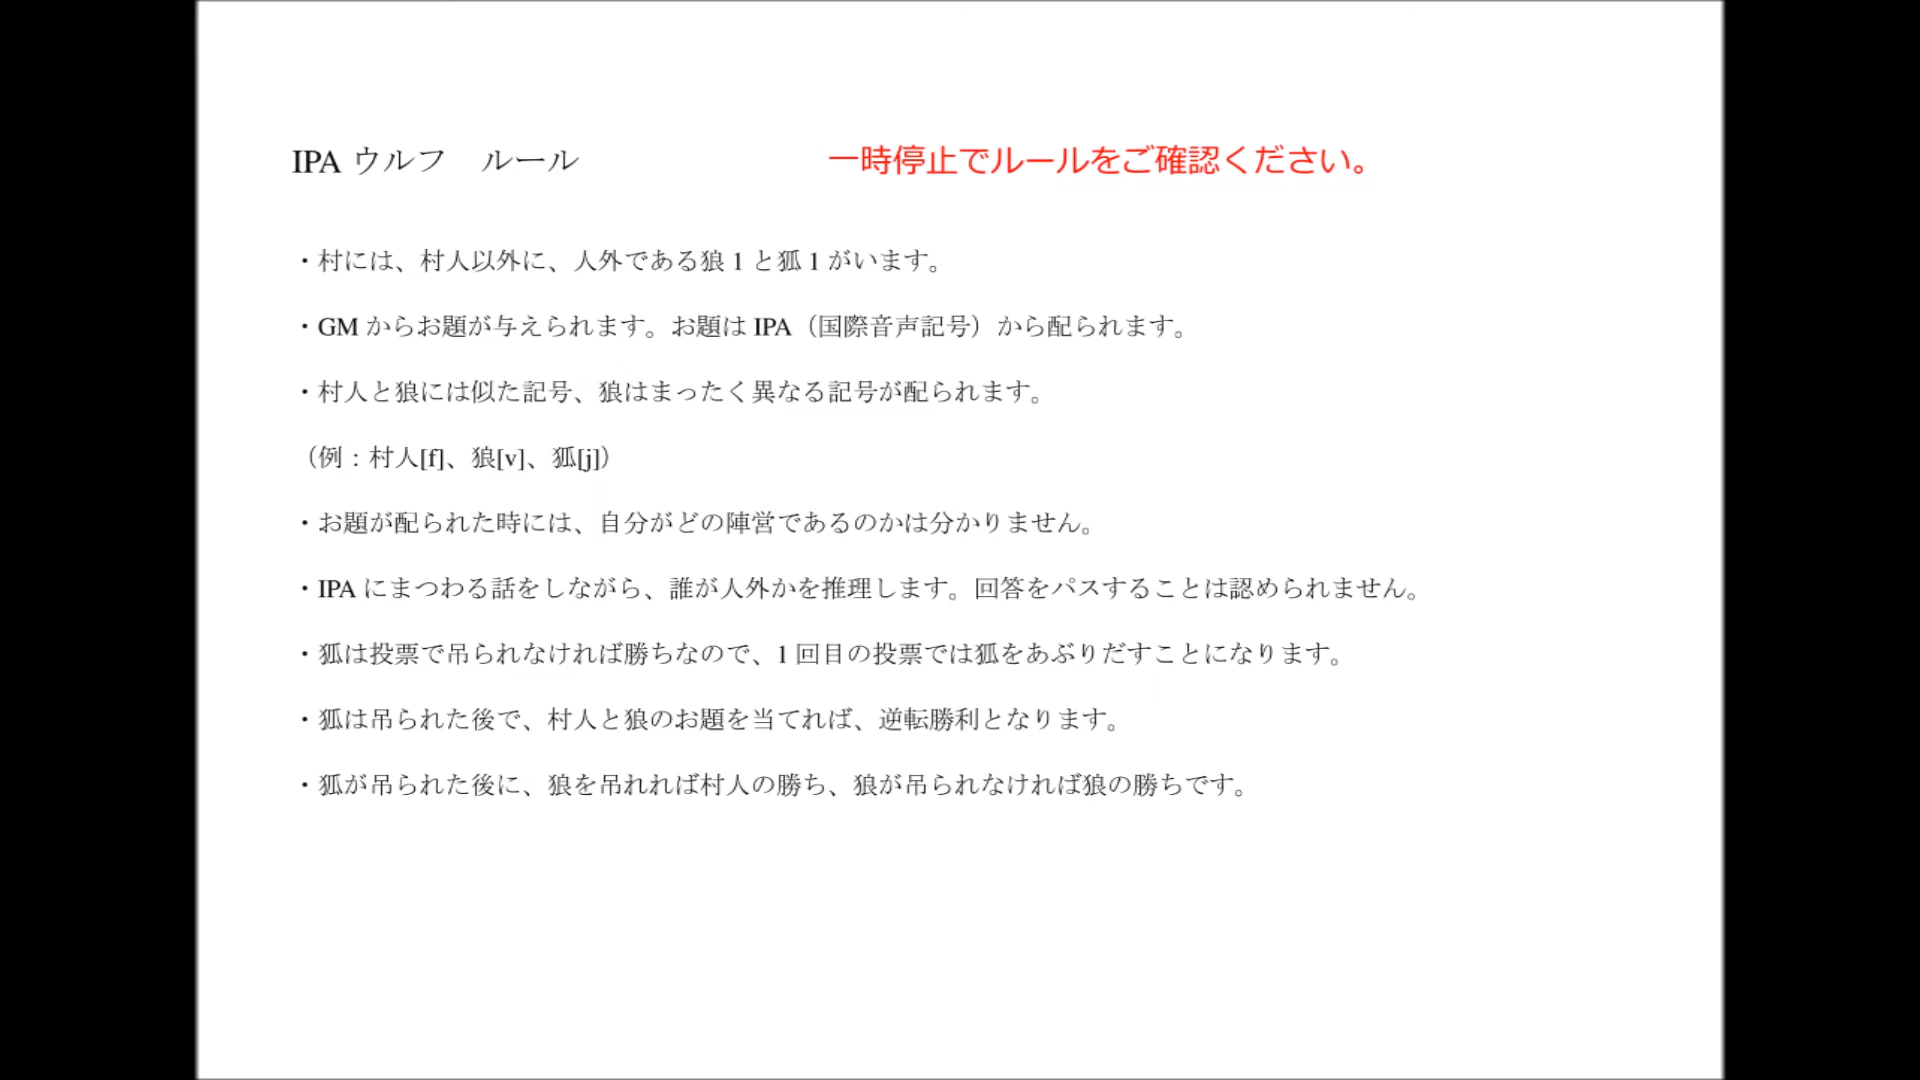 IPA ウルフ　ルール　一時停止でルールをご確認ください。
・村には、村人以外に、人外である狼 1 と狐 1 がいます。
・GM からお題が与えられます。お題は IPA（国際音声記号）から配られます。
・村人と狼には似た記号、狼はまったく異なる記号が配られます。
（例：村人[f]、狼[v]、狐[j]）
・お題が配られた時には、自分がどの陣営であるのかは分かりません。
・IPA にまつわる話をしながら、誰が人外かを推理します。回答をパスすることは認められません。
・狐は投票で吊られなければ勝ちなので、1 回目の投票では狐をあぶりだすことになります。
・狐は吊られた後で、村人と狼のお題を当てれば、逆転勝利となります。
・狐が吊られた後に、狼を吊れれば村人の勝ち、狼が吊られなければ狼の勝ちです。